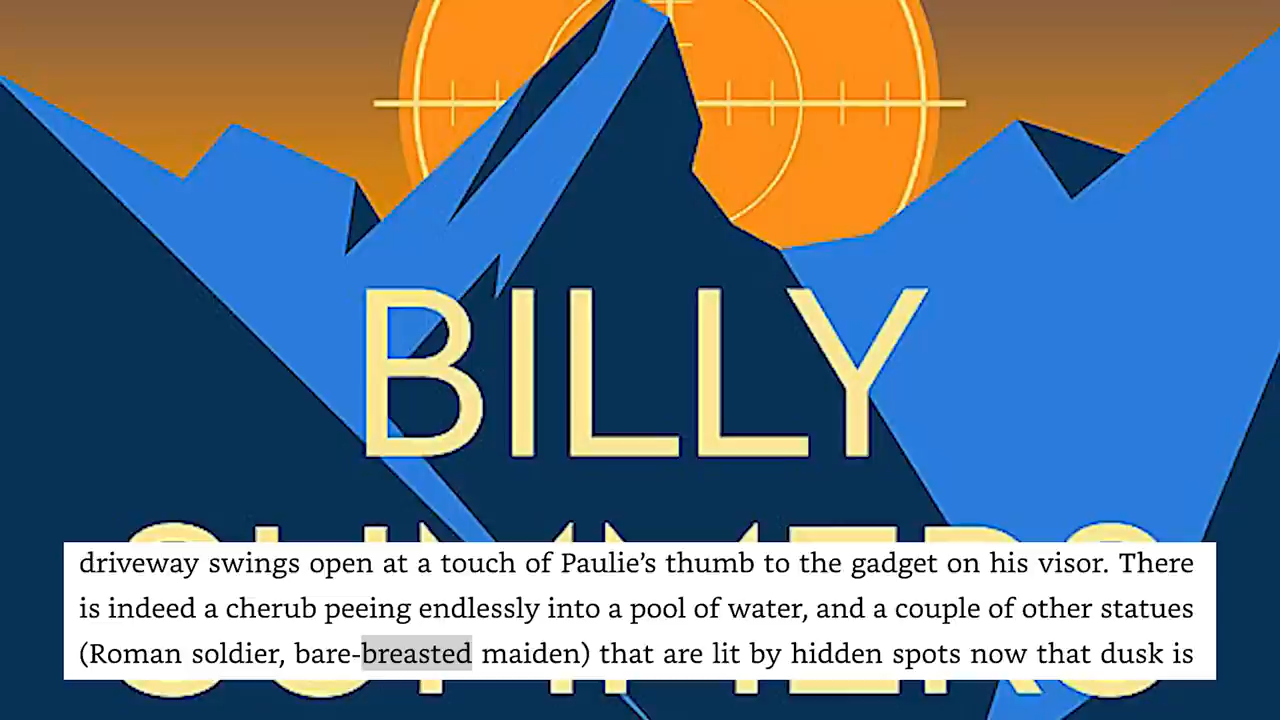 BILLY
SUMMERS
driveway swings open at a touch of Paulie’s thumb to the gadget on his visor. There
is indeed a cherub peeing endlessly into a pool of water, and a couple of other statues
(Roman soldier, bare-breasted maiden) that are lit by hidden spots now that dusk is